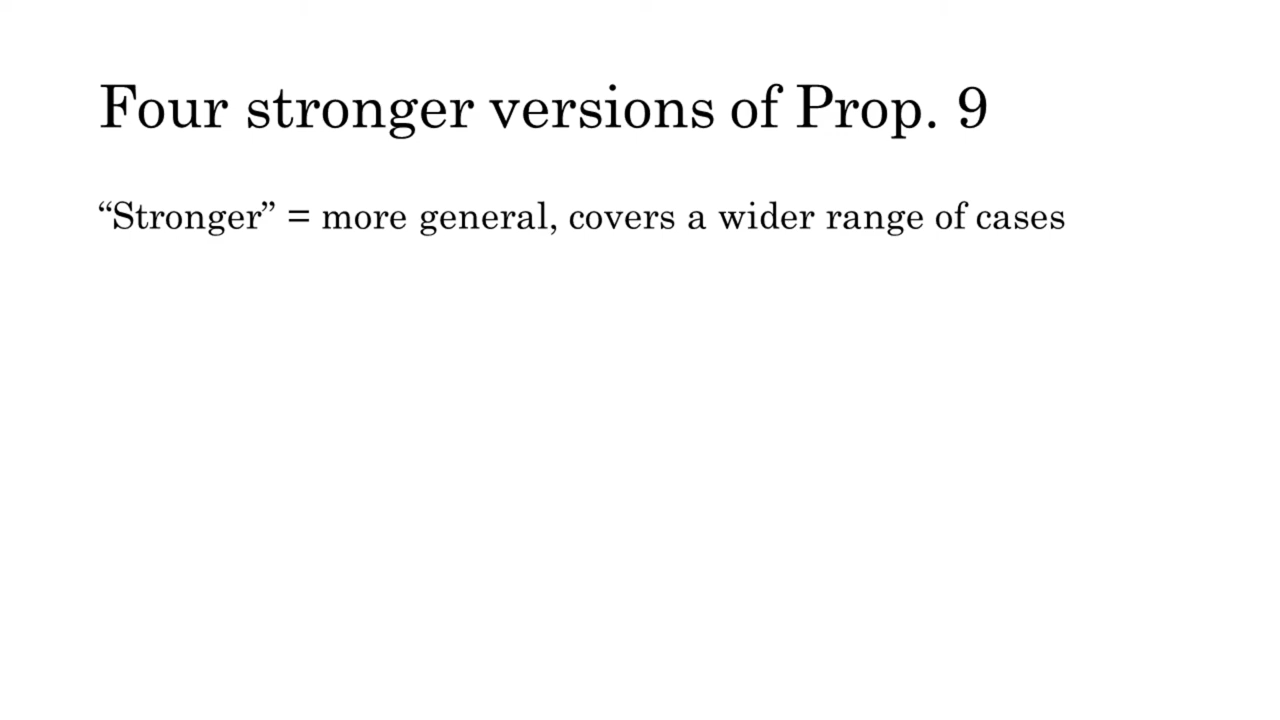 Four stronger versions of Prop. 9
“Stronger” = more general, covers a wider range of cases